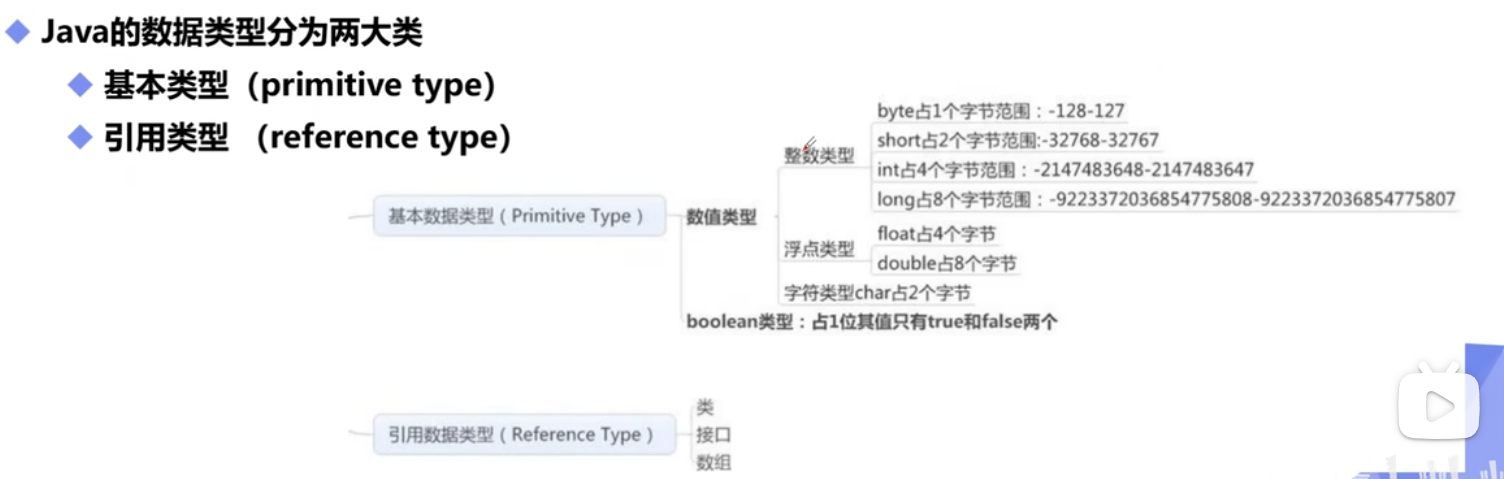 Java的数据类型分为两大类
基本类型（primitive type）
引用类型 （reference type）
基本数据类型（Primitive Type）
数值类型
整数类型
byte占1个字节范围：-128-127
short占2个字节范围:-32768-32767
int占4个字节范围：-2147483648-2147483647
long占8个字节范围：-9223372036854775808-9223372036854775807
浮点类型
float占4个字节
double占8个字节
字符类型char占2个字节
boolean类型：占1位其值只有true和false两个
引用数据类型（Reference Type）
类
接口
数组